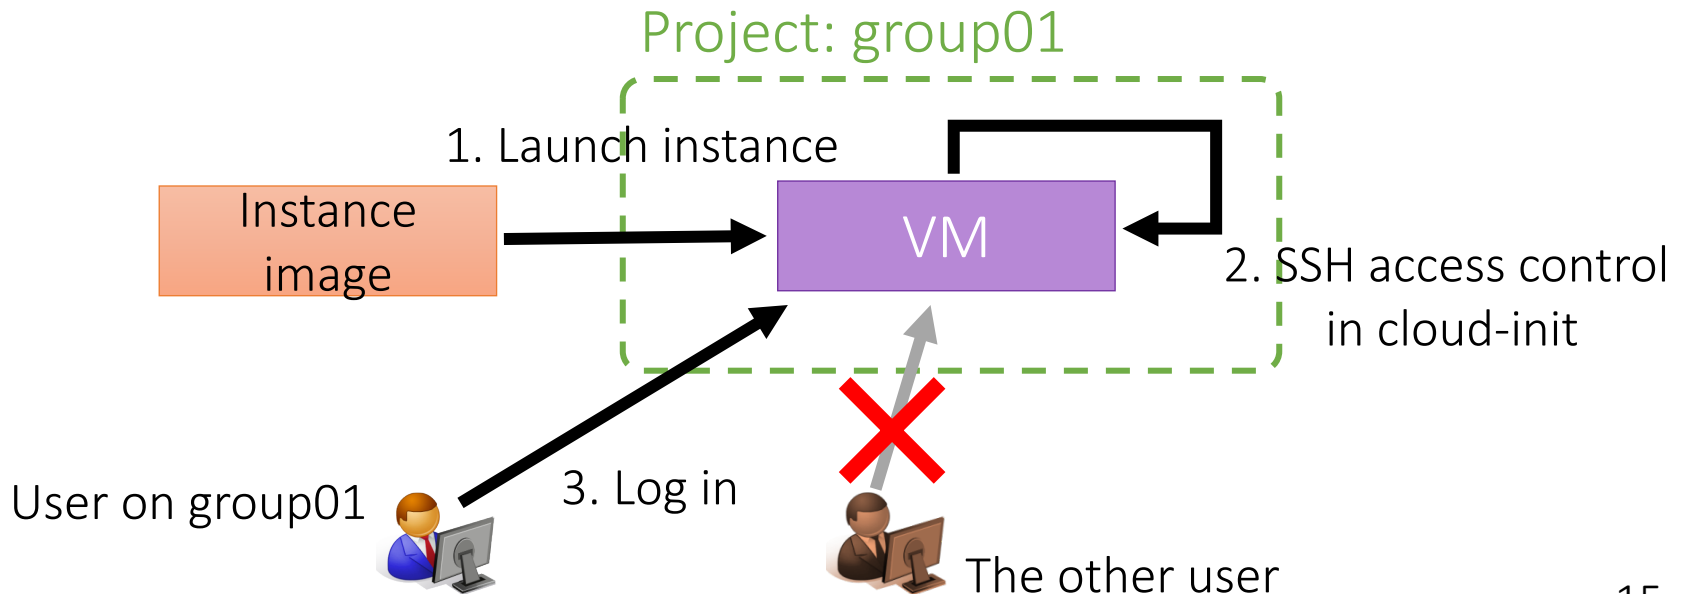 Project: group01
1. Launch instance
Instance
image
VM
2. SSH access control
in cloud-init
User on group01
3. Log in
The other user
15